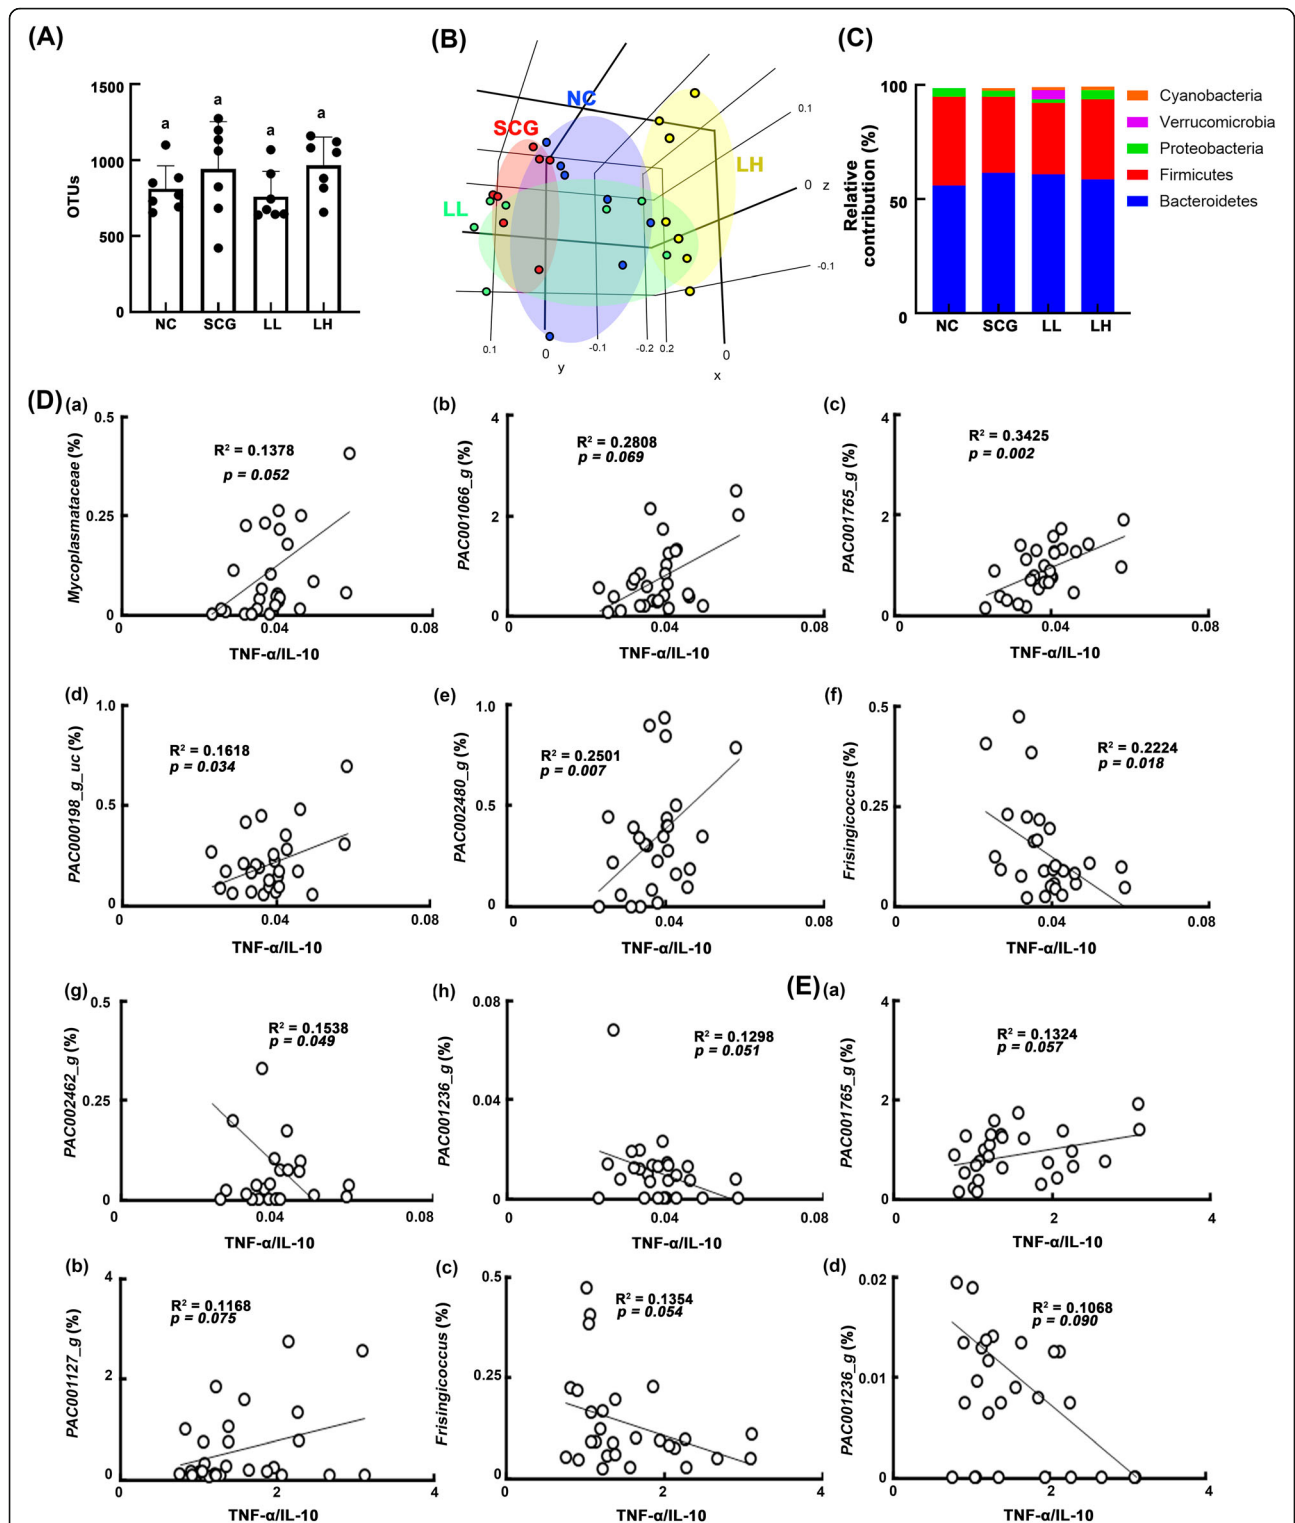 (A)
1500
1000
500
0
OTUs
a
a
a
a
NC
SCG
LL
LH
(B)
NC
SCG
LL
LH
0.1
0
z
-0.1
0.1
0
-0.1
-0.2
0.2
0
y
x
(C)
100
50
0
Relative
contribution (%)
NC
SCG
LL
LH
Cyanobacteria
Verrucomicrobia
Proteobacteria
Firmicutes
Bacteroidetes
(D)
(a)
0.5
0.25
0
Mycoplasmataceae (%)
R² = 0.1378
p = 0.052
0
0.04
0.08
TNF-α/IL-10
(b)
4
2
0
PAC001066_g (%)
R² = 0.2808
p = 0.069
0
0.04
0.08
TNF-α/IL-10
(c)
4
2
0
PAC001765_g (%)
R² = 0.3425
p = 0.002
0
0.04
0.08
TNF-α/IL-10
(d)
1.0
0.5
0
PAC000198_g_uc (%)
R² = 0.1618
p = 0.034
0
0.04
0.08
TNF-α/IL-10
(e)
1.0
0.5
0
PAC002480_g (%)
R² = 0.2501
p = 0.007
0
0.04
0.08
TNF-α/IL-10
(f)
0.5
0.25
0
Frisingicoccus (%)
R² = 0.2224
p = 0.018
0
0.04
0.08
TNF-α/IL-10
(g)
0.5
0.25
0
PAC002462_g (%)
R² = 0.1538
p = 0.049
0
0.04
0.08
TNF-α/IL-10
(h)
0.08
0.04
0
PAC001236_g (%)
R² = 0.1298
p = 0.051
0
0.04
0.08
TNF-α/IL-10
(E)
(a)
4
2
0
PAC001765_g (%)
R² = 0.1324
p = 0.057
0
2
4
TNF-α/IL-10
(b)
4
2
0
PAC001127_g (%)
R² = 0.1168
p = 0.075
0
2
4
TNF-α/IL-10
(c)
0.5
0.25
0
Frisingicoccus (%)
R² = 0.1354
p = 0.054
0
2
4
TNF-α/IL-10
(d)
0.02
0.01
0
PAC001236_g (%)
R² = 0.1068
p = 0.090
0
2
4
TNF-α/IL-10